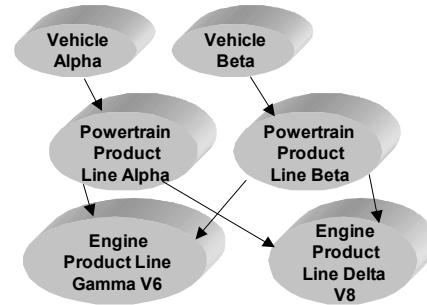 Vehicle
Alpha
Vehicle
Beta
Powertrain
Product
Line Alpha
Powertrain
Product
Line Beta
Engine
Product Line
Gamma V6
Engine
Product
Line Delta
V8